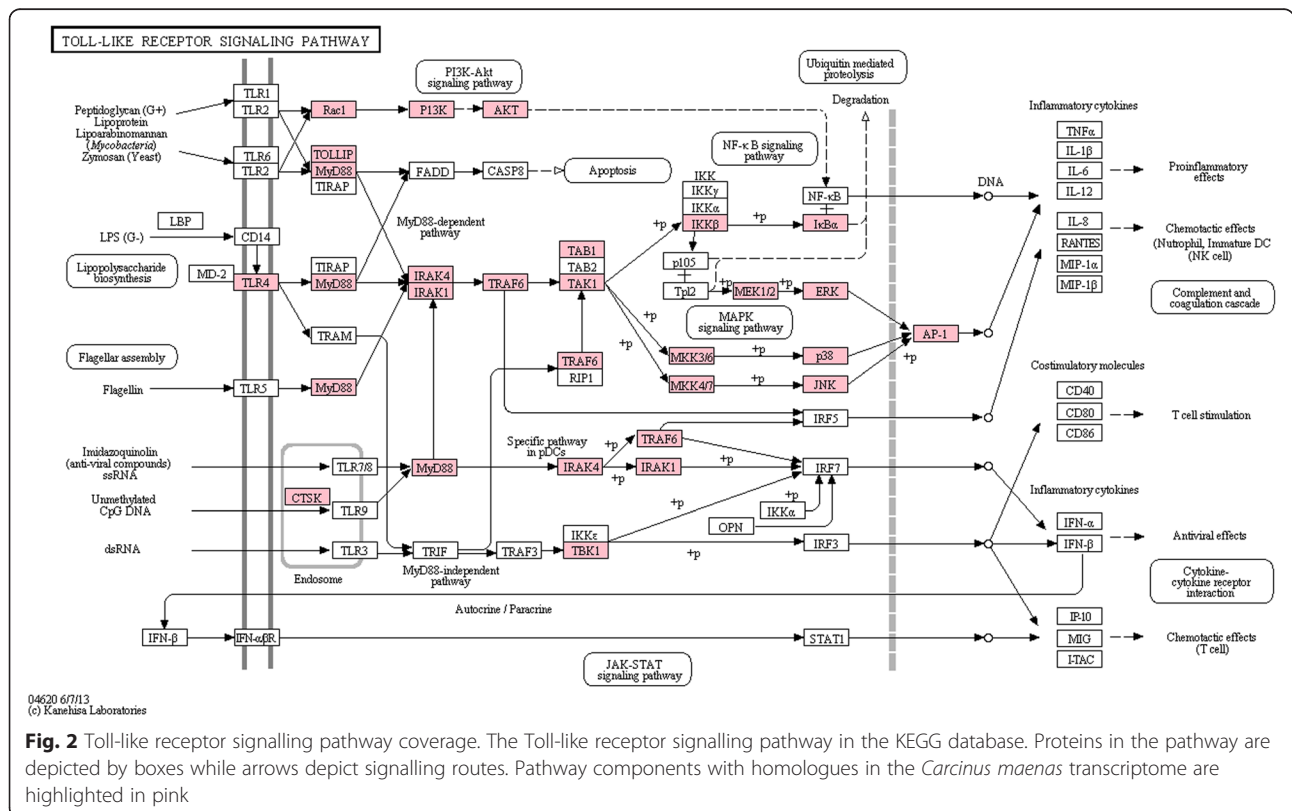 TOLL-LIKE RECEPTOR SIGNALING PATHWAY
PI3K-Akt
signaling pathway
Ubiquitin mediated
proteolysis
Degradation
TLR1
TLR2
Peptidoglycan (G+)
Lipoprotein
Lipoarabinomannan
(Mycobacteria)
Zymosan (Yeast)
Rac1
PI3K
AKT
TLR6
TLR2
TOLLIP
MyD88
TIRAP
FADD
CASP8
Apoptosis
NF-κB signaling
pathway
IKK
IKKγ
IKKα
IKKβ
NF-κB
IκBα
+p
+p
DNA
Inflammatory cytokines
TNFα
IL-1β
IL-6
IL-12
Proinflammatory
effects
IL-8
RANTES
MIP-1α
MIP-1β
Chemotactic effects
(Nutrophil, Immature DC
(NK cell)
Complement and
coagulation cascade
LBP
LPS (G-)
CD14
MyD88-dependent
pathway
Lipopolysaccharide
biosynthesis
MD-2
TLR4
TIRAP
MyD88
IRAK4
IRAK1
TRAF6
TAB1
TAB2
TAK1
p105
Tpl2
+p
MEK1/2
+p
ERK
MAPK
signaling pathway
AP-1
TRAM
Flagellar assembly
Flagellin
TLR5
MyD88
TRAF6
RIP1
+p
+p
MKK3/6
+p
p38
+p
MKK4/7
+p
JNK
IRF5
Costimulatory molecules
CD40
CD80
CD86
T cell stimulation
Imidazoquinolin
(anti-viral compounds)
ssRNA
TLR7/8
MyD88
Specific pathway
in pDCs
IRAK4
+p
TRAF6
+p
IRAK1
+p
IRF7
Unmethylated
CpG DNA
CTSK
TLR9
+p
+p
IKKα
OPN
dsRNA
TLR3
Endosome
TRIF
MyD88-independent
pathway
TRAF3
IKKε
TBK1
+p
IRF3
Inflammatory cytokines
IFN-α
IFN-β
Antiviral effects
Cytokine-
cytokine receptor
interaction
Autocrine / Paracrine
IFN-β
IFN-αβR
STAT1
JAK-STAT
signaling pathway
IP-10
MIG
I-TAC
Chemotactic effects
(T cell)
04620 6/7/13
(c) Kanehisa Laboratories
Fig. 2 Toll-like receptor signalling pathway coverage. The Toll-like receptor signalling pathway in the KEGG database. Proteins in the pathway are
depicted by boxes while arrows depict signalling routes. Pathway components with homologues in the Carcinus maenas transcriptome are
highlighted in pink